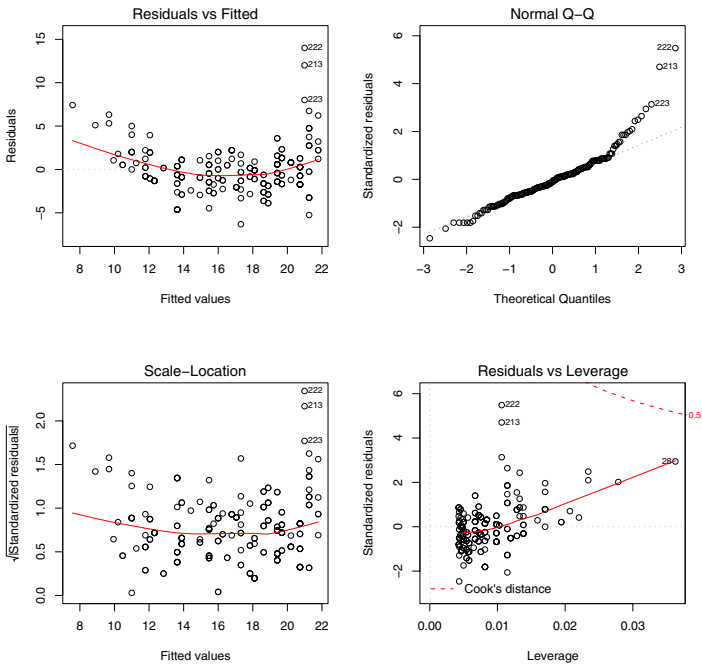 Residuals vs Fitted
Residuals
15
10
5
0
−5
222
213
223
8 10 12 14 16 18 20 22
Fitted values
Normal Q−Q
Standardized residuals
6
4
2
0
−2
222
213
223
−3 −2 −1 0 1 2 3
Theoretical Quantiles
Scale−Location
√|Standardized residuals|
2.0
1.5
1.0
0.5
0.0
222
213
223
8 10 12 14 16 18 20 22
Fitted values
Residuals vs Leverage
Standardized residuals
6
4
2
0
−2
222
213
0.5
Cook's distance
0.00 0.01 0.02 0.03
Leverage